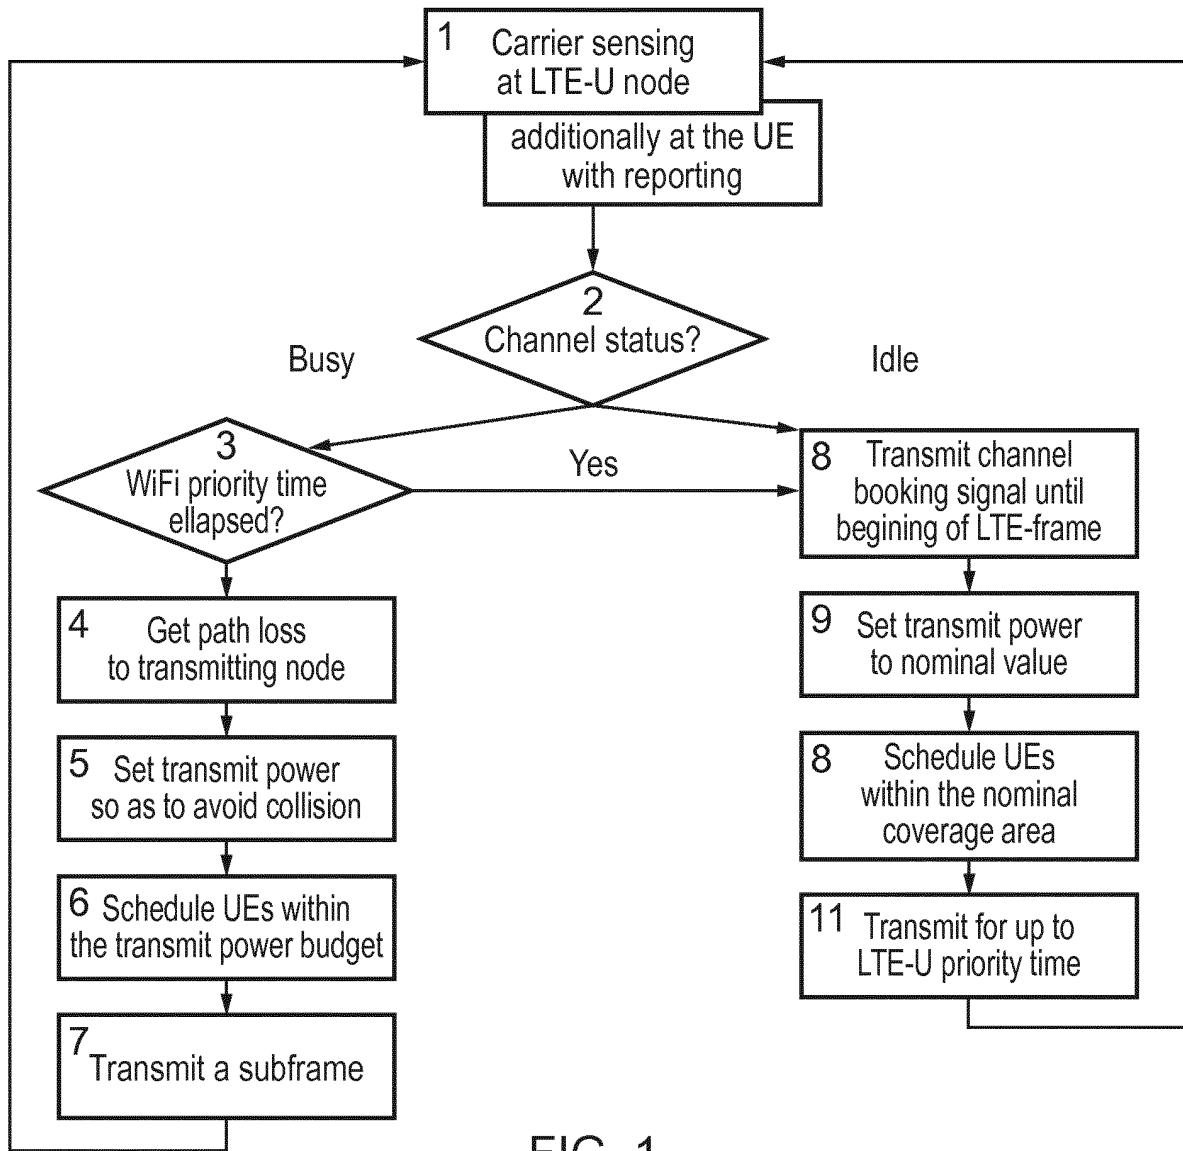 1 Carrier sensing
at LTE-U node
additionally at the UE
with reporting
2
Channel status?
Busy
Idle
3
WiFi priority time
ellapsed?
Yes
8 Transmit channel
booking signal until
begining of LTE-frame
4 Get path loss
to transmitting node
9 Set transmit power
to nominal value
5 Set transmit power
so as to avoid collision
8 Schedule UEs
within the nominal
coverage area
6 Schedule UEs within
the transmit power budget
11 Transmit for up to
LTE-U priority time
7 Transmit a subframe
FIG. 1